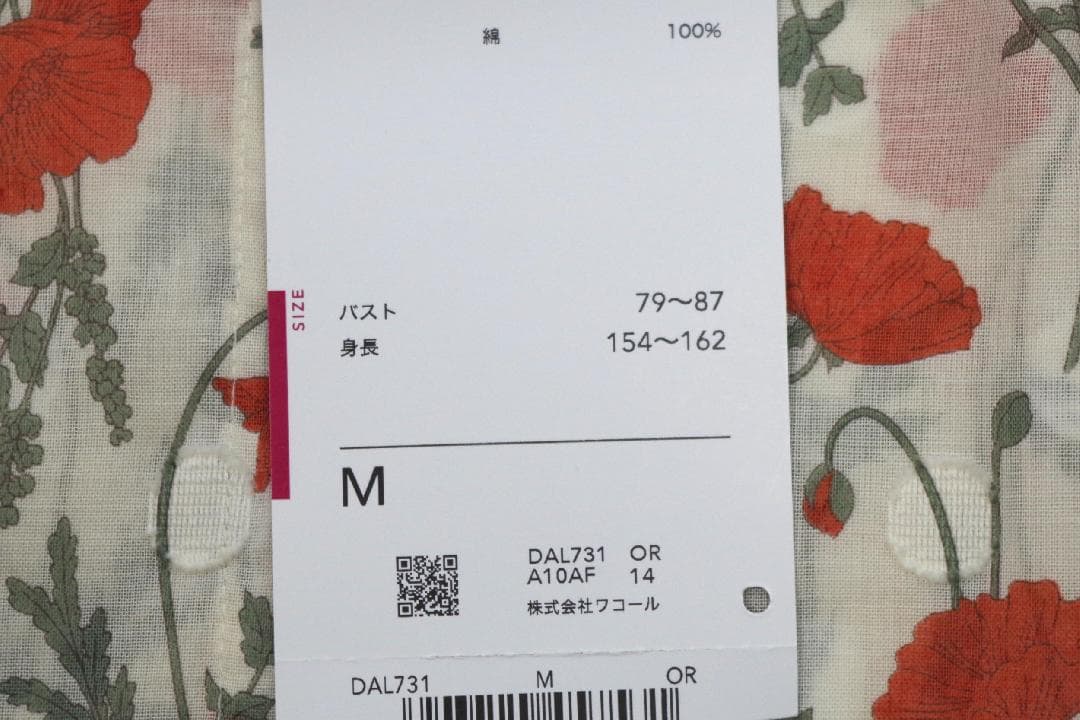 綿 100%
SIZE
バスト 79〜87
身長 154〜162
M
DAL731 OR
A10AF 14
株式会社ワコール
DAL731 M OR